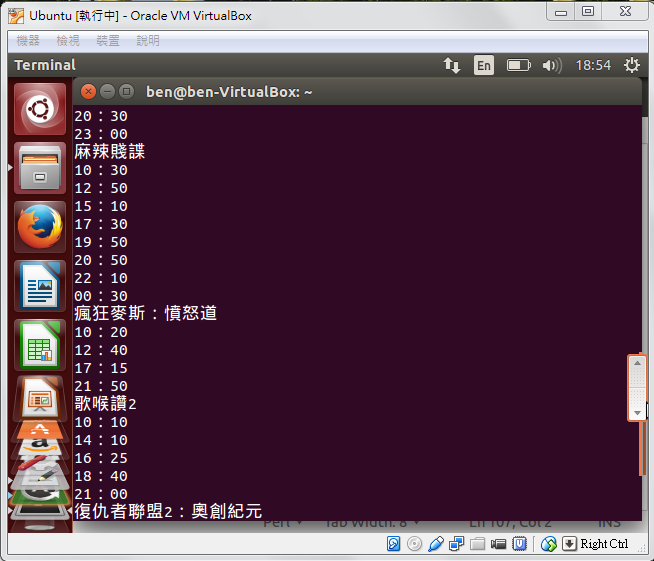 Ubuntu [執行中] - Oracle VM VirtualBox
機器 檢視 裝置 說明
Terminal En 18:54
ben@ben-VirtualBox: ~
20：30
23：00
麻辣賤諜
10：30
12：50
15：10
17：30
19：50
20：50
22：10
00：30
瘋狂麥斯：憤怒道
10：20
12：40
17：15
21：50
歌喉讚2
10：10
14：10
16：25
18：40
21：00
復仇者聯盟2：奧創紀元
Perl Tab Width: 8 Ln 107, Col 2 INS
Right Ctrl